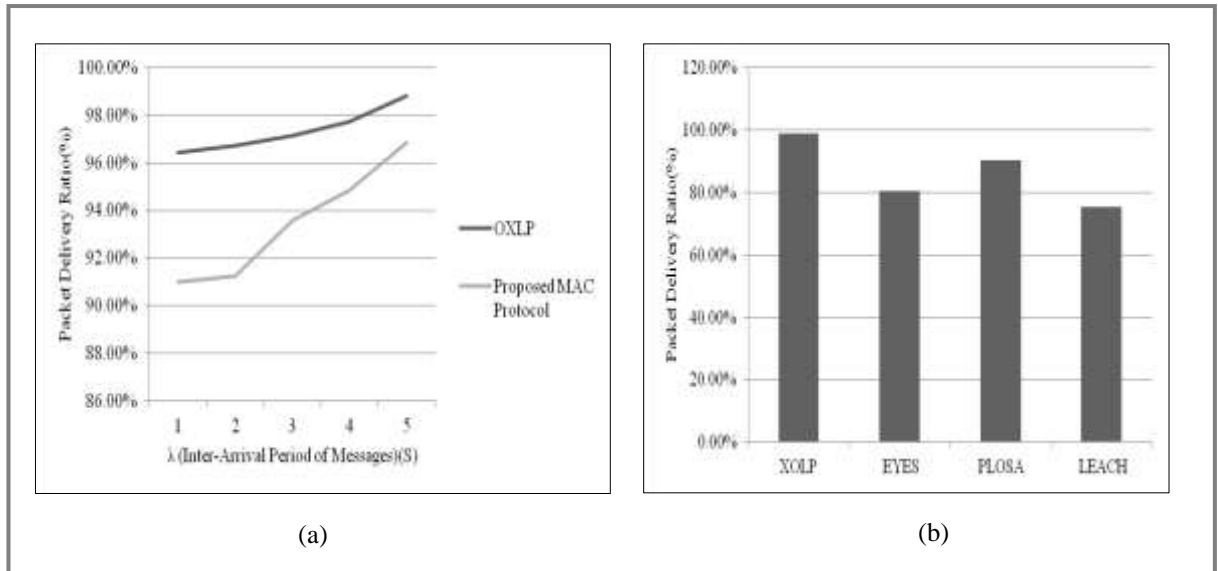 100.00%
98.00%
96.00%
94.00%
92.00%
90.00%
88.00%
86.00%
Packet Delivery Ratio(%)
1 2 3 4 5
λ (Inter-Arrival Period of Messages)(S)
OXLP
Proposed MAC
Protocol
(a)
120.00%
100.00%
80.00%
60.00%
40.00%
20.00%
0.00%
Packet Delivery Ratio(%)
XOLP EYES PLOSA LEACH
(b)